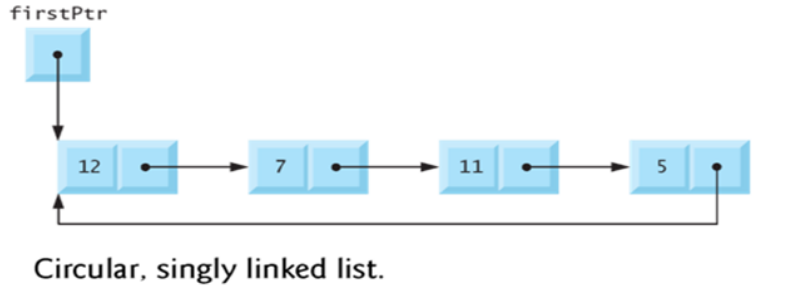 firstPtr
12 7 11 5
Circular, singly linked list.